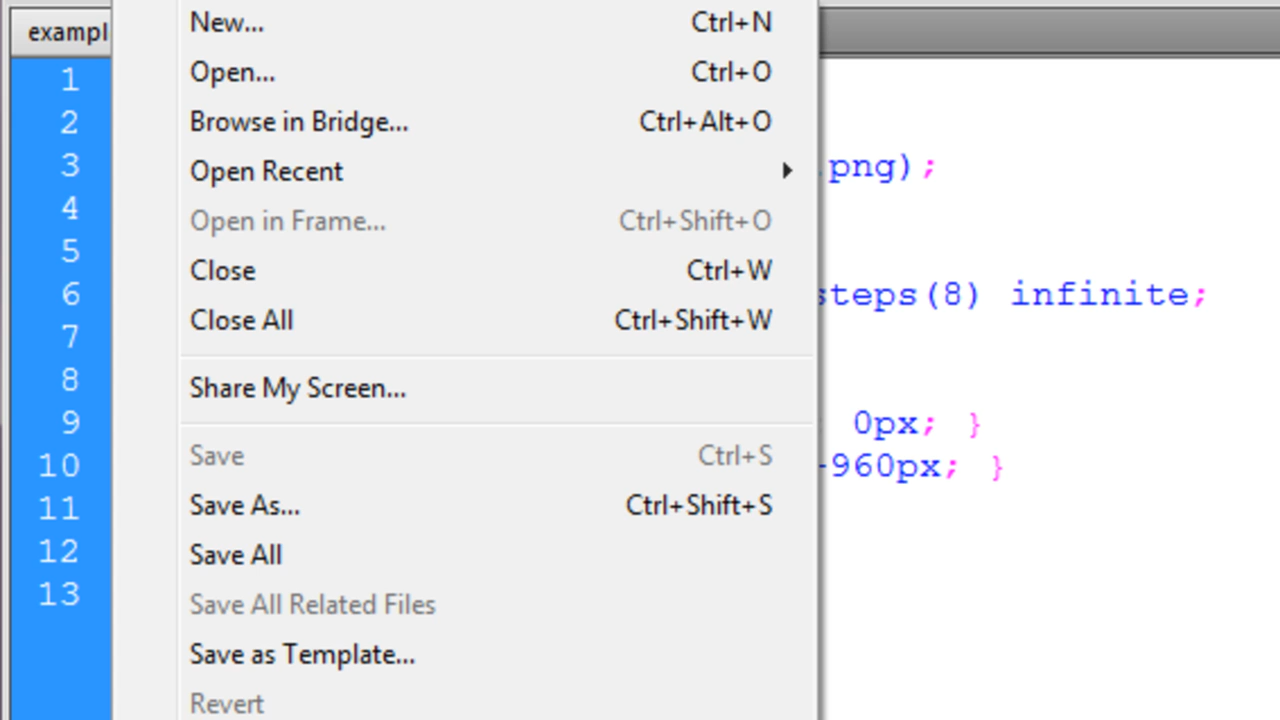 exampl
New... Ctrl+N
Open... Ctrl+O
Browse in Bridge... Ctrl+Alt+O
Open Recent
Open in Frame... Ctrl+Shift+O
Close Ctrl+W
Close All Ctrl+Shift+W
Share My Screen...
Save Ctrl+S
Save As... Ctrl+Shift+S
Save All
Save All Related Files
Save as Template...
Revert
1
2
3 .png);
4
5
6 steps(8) infinite;
7
8
9 0px; }
10 -960px; }
11
12
13